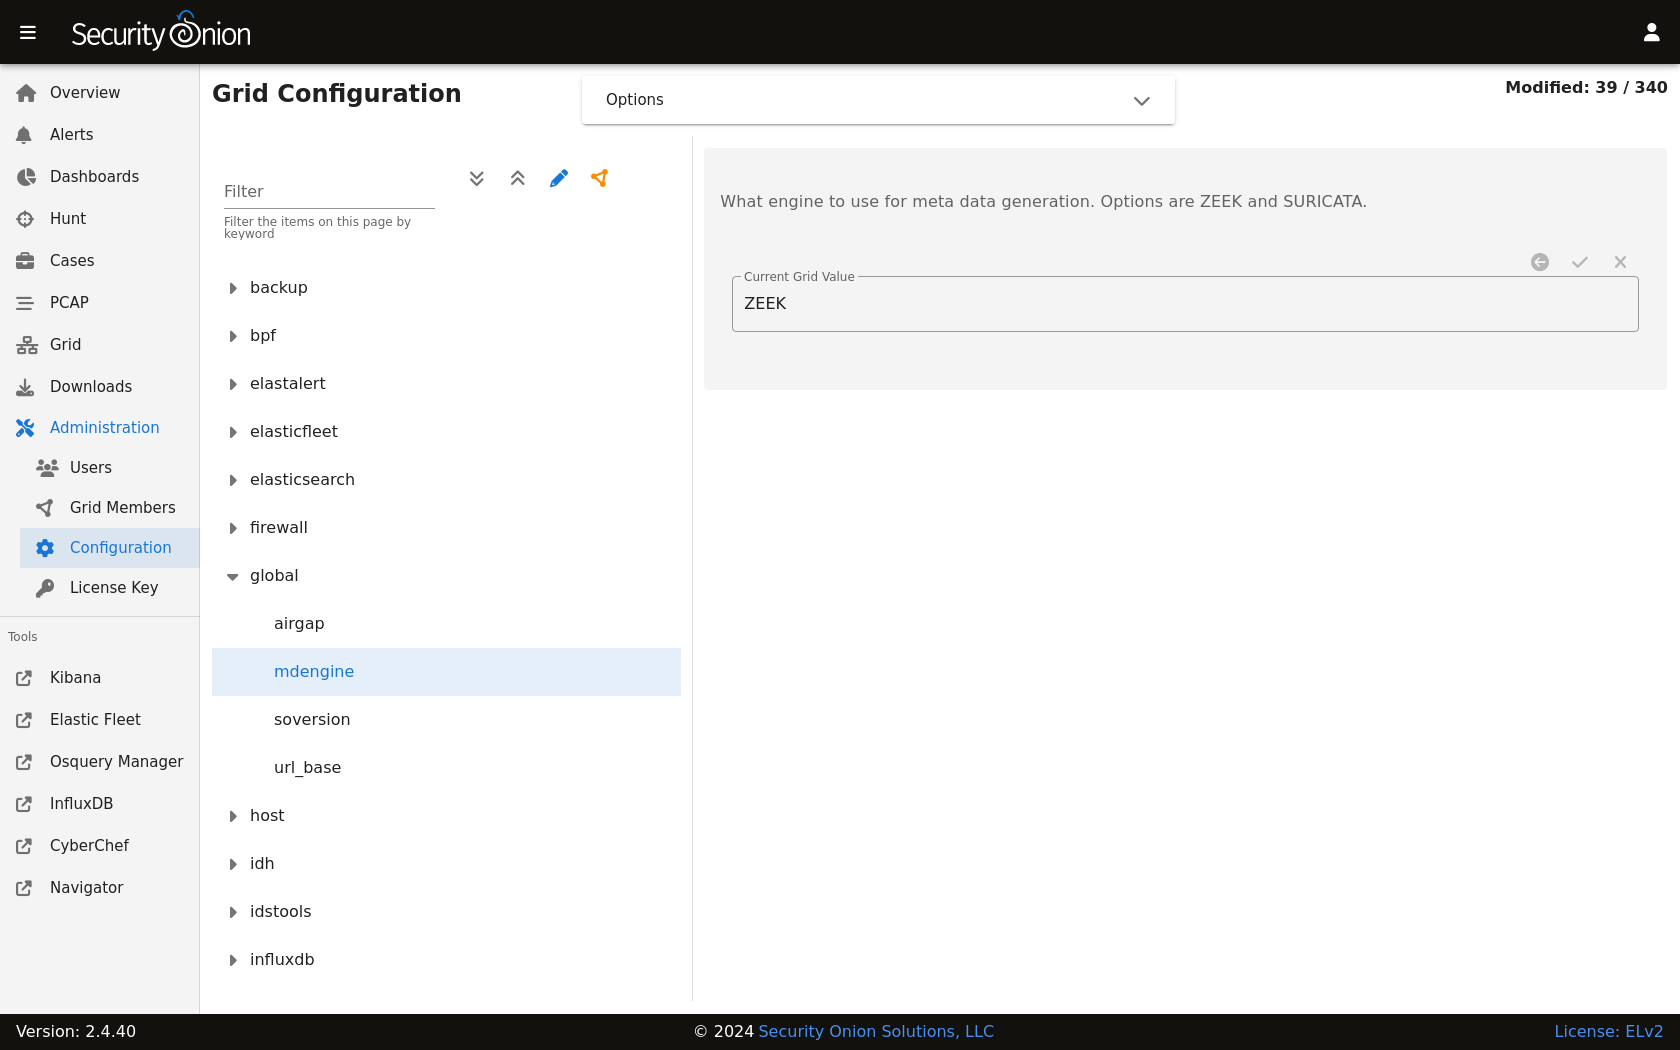 Security Onion
Overview
Alerts
Dashboards
Hunt
Cases
PCAP
Grid
Downloads
Administration
Users
Grid Members
Configuration
License Key
Tools
Kibana
Elastic Fleet
Osquery Manager
InfluxDB
CyberChef
Navigator
Grid Configuration
Options
Modified: 39 / 340
Filter
Filter the items on this page by
keyword
backup
bpf
elastalert
elasticfleet
elasticsearch
firewall
global
airgap
mdengine
soversion
url_base
host
idh
idstools
influxdb
What engine to use for meta data generation. Options are ZEEK and SURICATA.
Current Grid Value
ZEEK
Version: 2.4.40
© 2024 Security Onion Solutions, LLC
License: ELv2